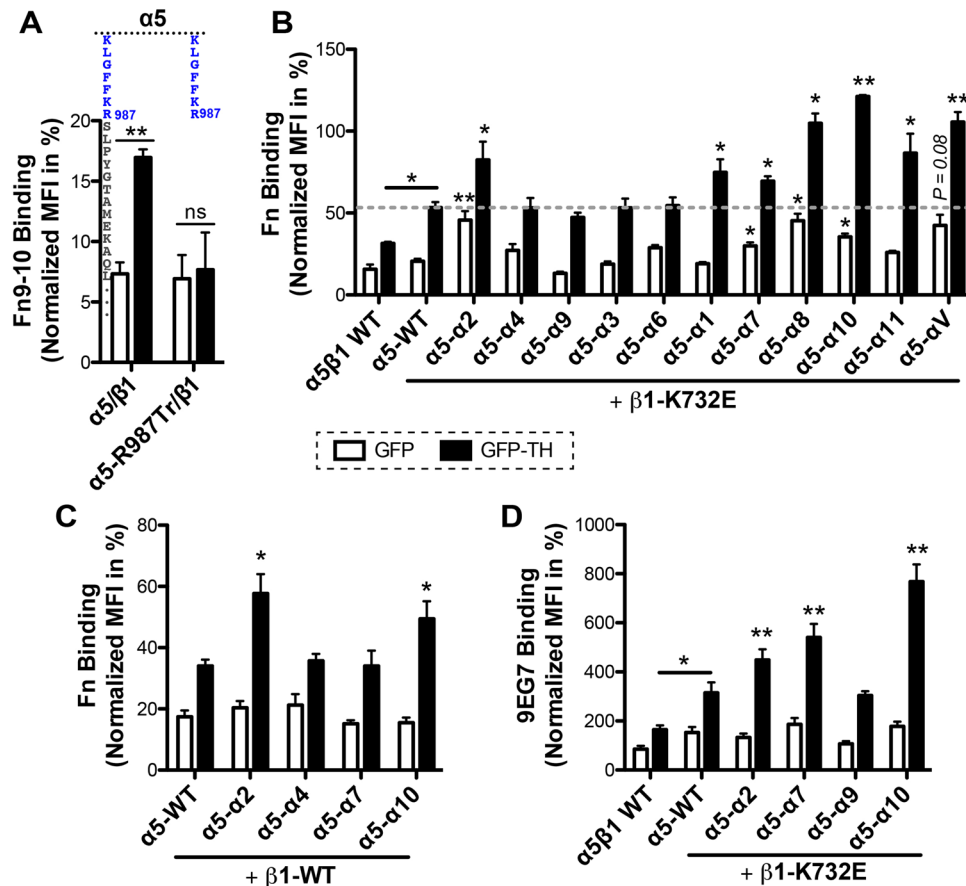 A
α5
K
L
G
F
F
K
R 987
S
L
P
Y
G
T
A
M
E
K
A
Q
L
.
.
.
K
L
G
F
F
K
R987
Fn9-10 Binding
(Normalized MFI in %)
20
15
10
5
0
**
ns
α5/β1
α5-R987Tr/β1
B
Fn Binding
(Normalized MFI in %)
150
100
50
0
*
**
*
*
*
*
*
*
*
**
*
P = 0.08
**
α5β1 WT
α5-WT
α5-α2
α5-α4
α5-α9
α5-α3
α5-α6
α5-α1
α5-α7
α5-α8
α5-α10
α5-α11
α5-αV
+ β1-K732E
GFP GFP-TH
C
Fn Binding
(Normalized MFI in %)
80
60
40
20
0
*
*
α5-WT
α5-α2
α5-α4
α5-α7
α5-α10
+ β1-WT
D
9EG7 Binding
(Normalized MFI in %)
1000
800
600
400
200
0
*
**
**
**
α5β1 WT
α5-WT
α5-α2
α5-α7
α5-α9
α5-α10
+ β1-K732E